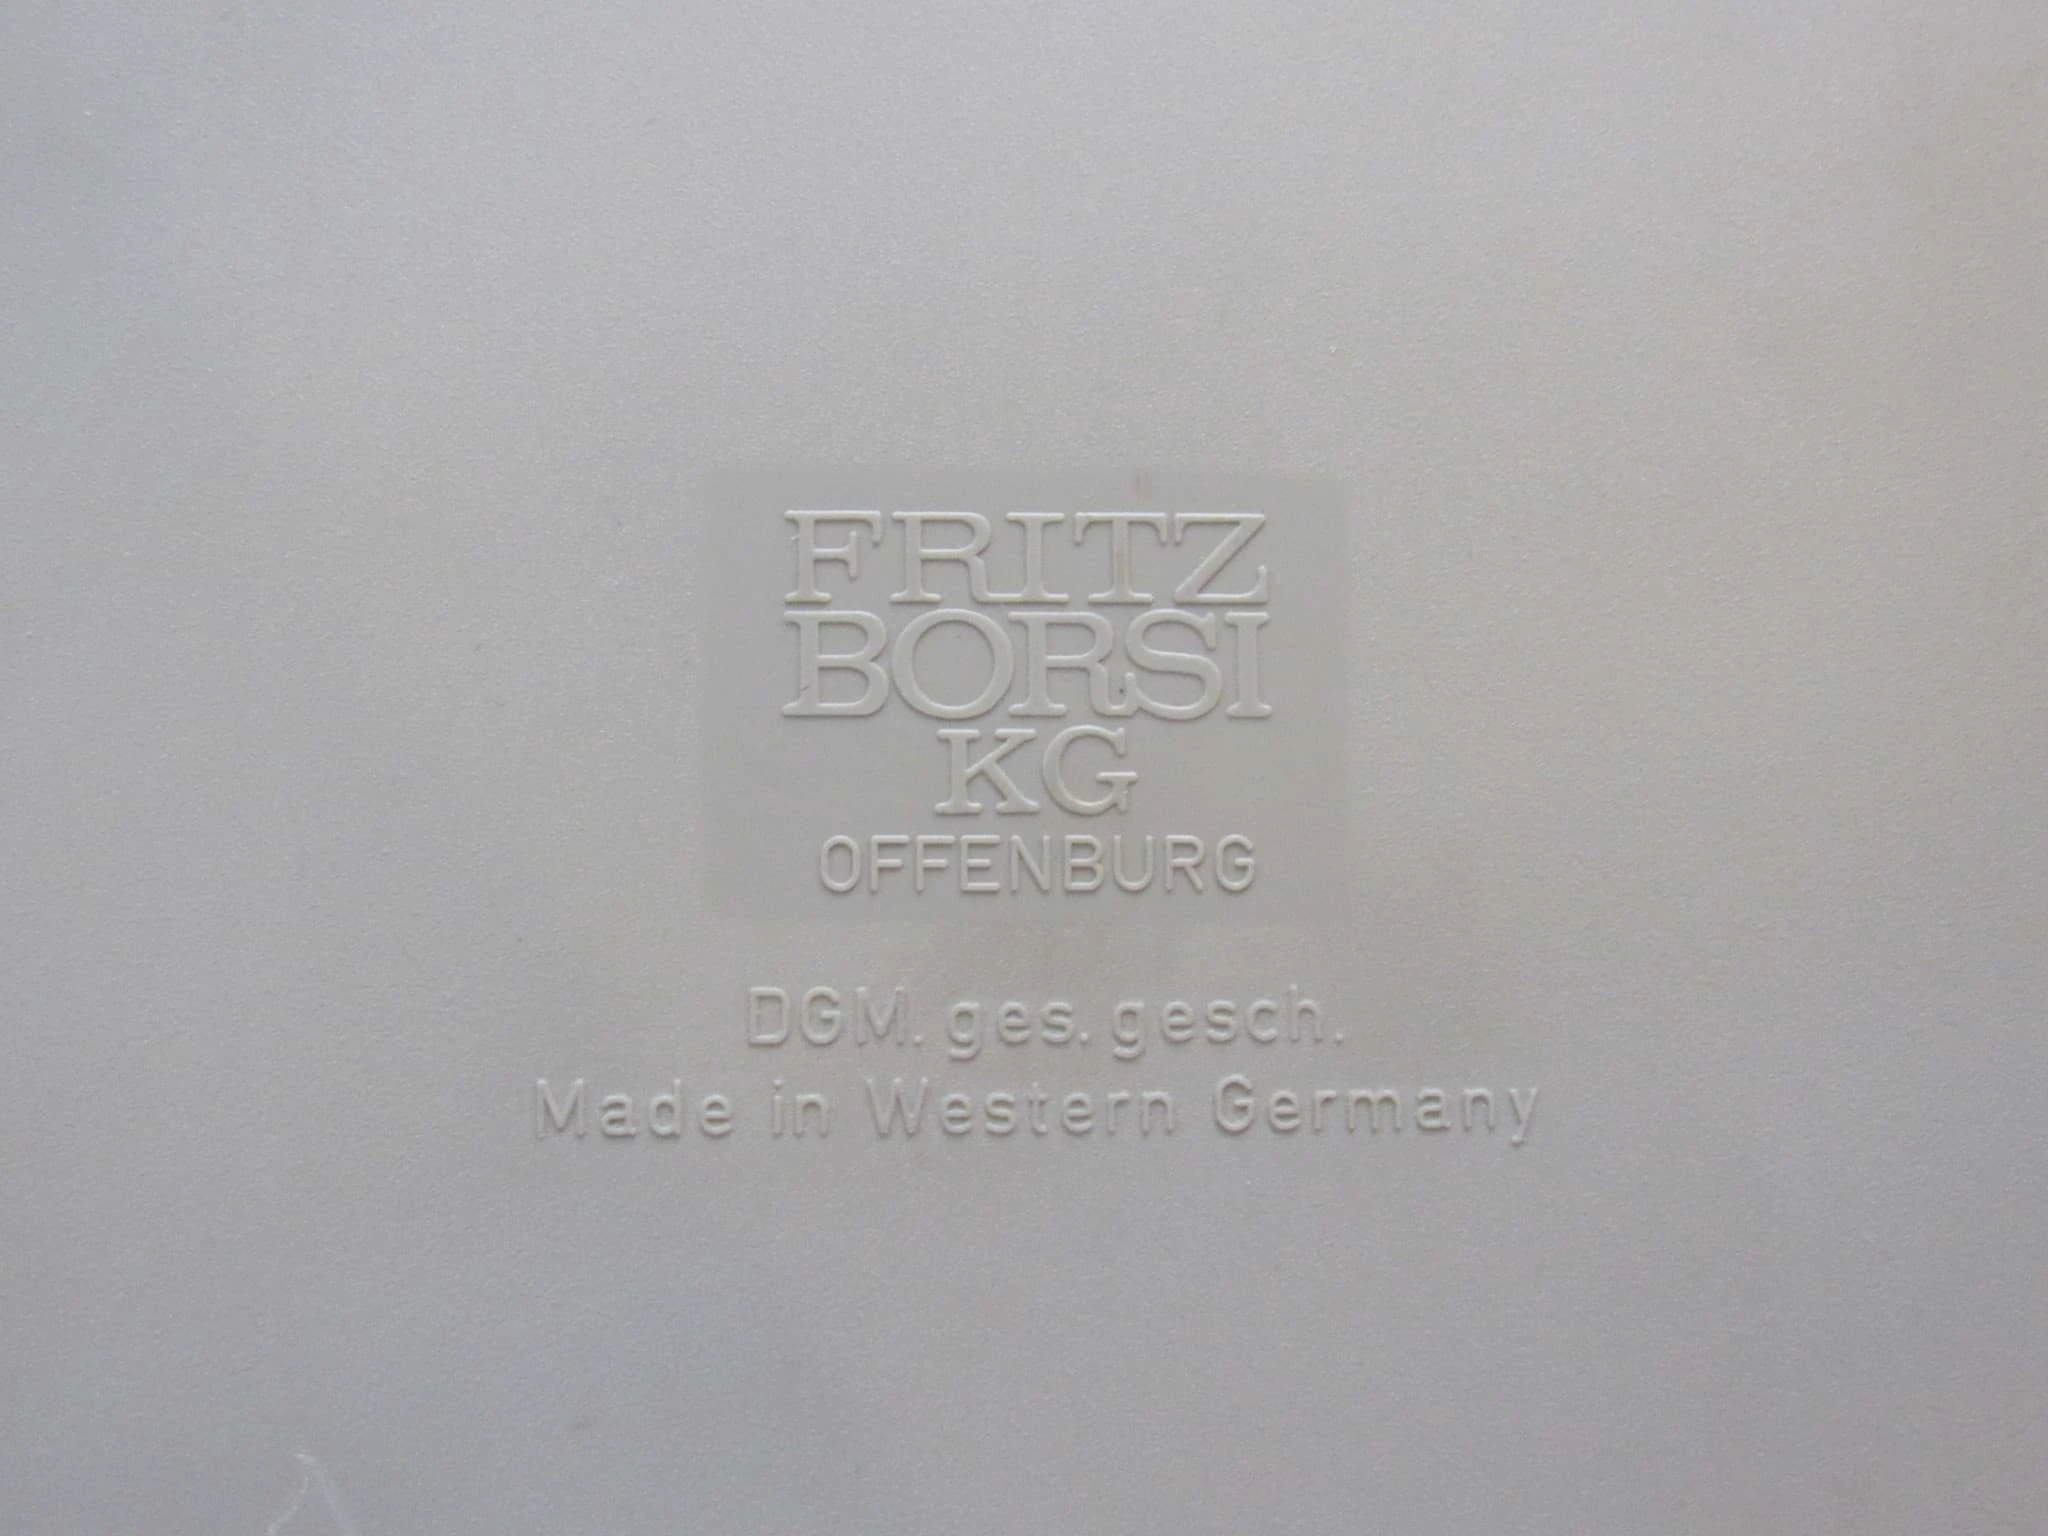 FRITZ
BORSI
KG
OFFENBURG
DGM. ges. gesch.
Made in Western Germany